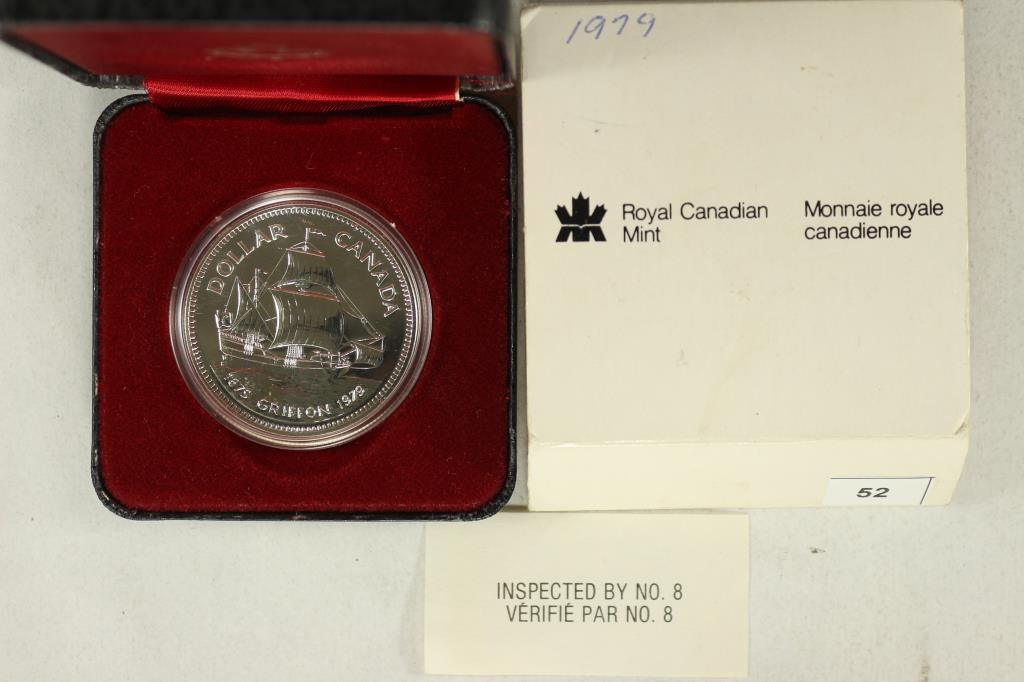 1979
Royal Canadian
Mint
Monnaie royale
canadienne
DOLLAR CANADA
1679 GRIFFON 1979
52
INSPECTED BY NO. 8
VÉRIFIÉ PAR NO. 8